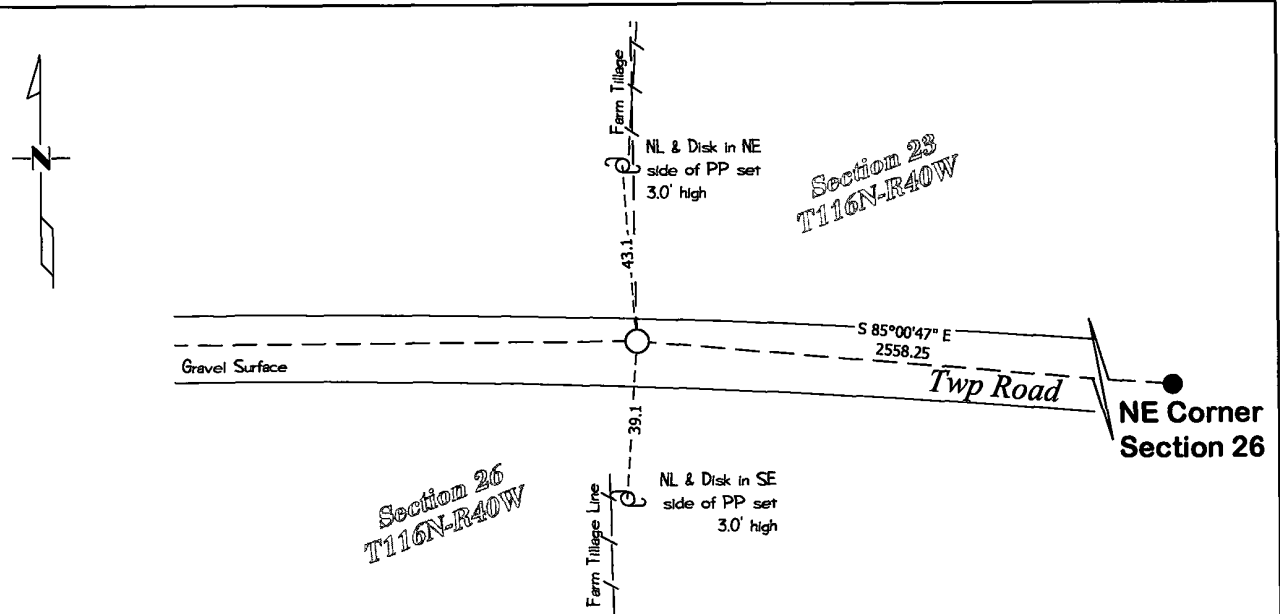 Farm Tillage
NL & Disk in NE
side of PP set
3.0' high
Section 23
T116N-R40W
N
43.1
S 85°00'47" E
2558.25
Gravel Surface
Twp Road
NE Corner
Section 26
39.1
Section 26
T116N-R40W
NL & Disk in SE
side of PP set
3.0' high
Farm Tillage Line